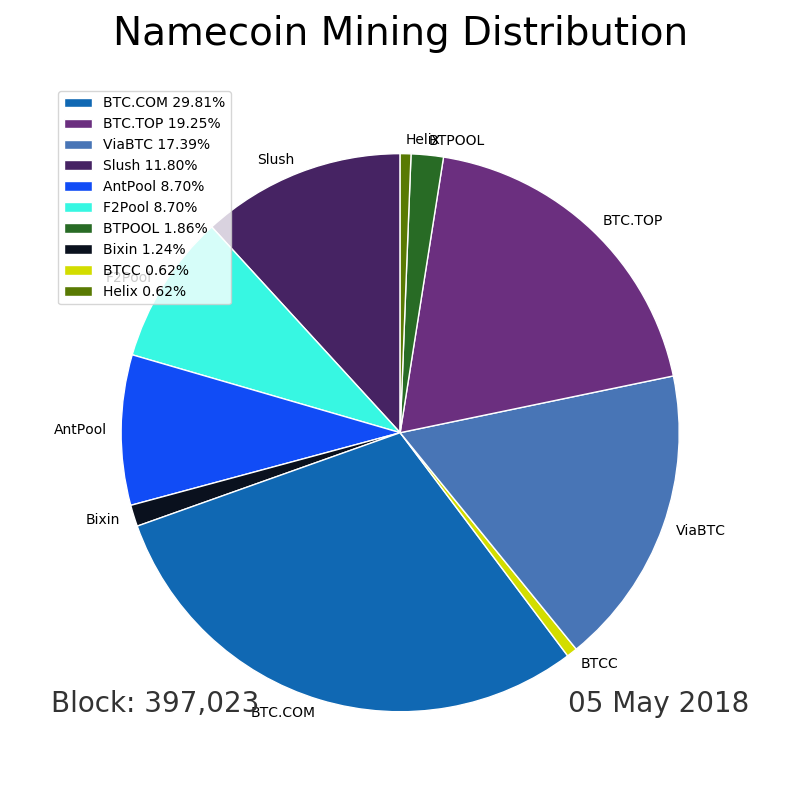 Namecoin Mining Distribution
BTC.COM 29.81%
BTC.TOP 19.25%
ViaBTC 17.39%
Slush 11.80%
AntPool 8.70%
F2Pool 8.70%
BTPOOL 1.86%
Bixin 1.24%
BTCC 0.62%
Helix 0.62%
Helix
BTPOOL
Slush
BTC.TOP
F2Pool
AntPool
Bixin
ViaBTC
BTCC
BTC.COM
Block: 397,023
05 May 2018